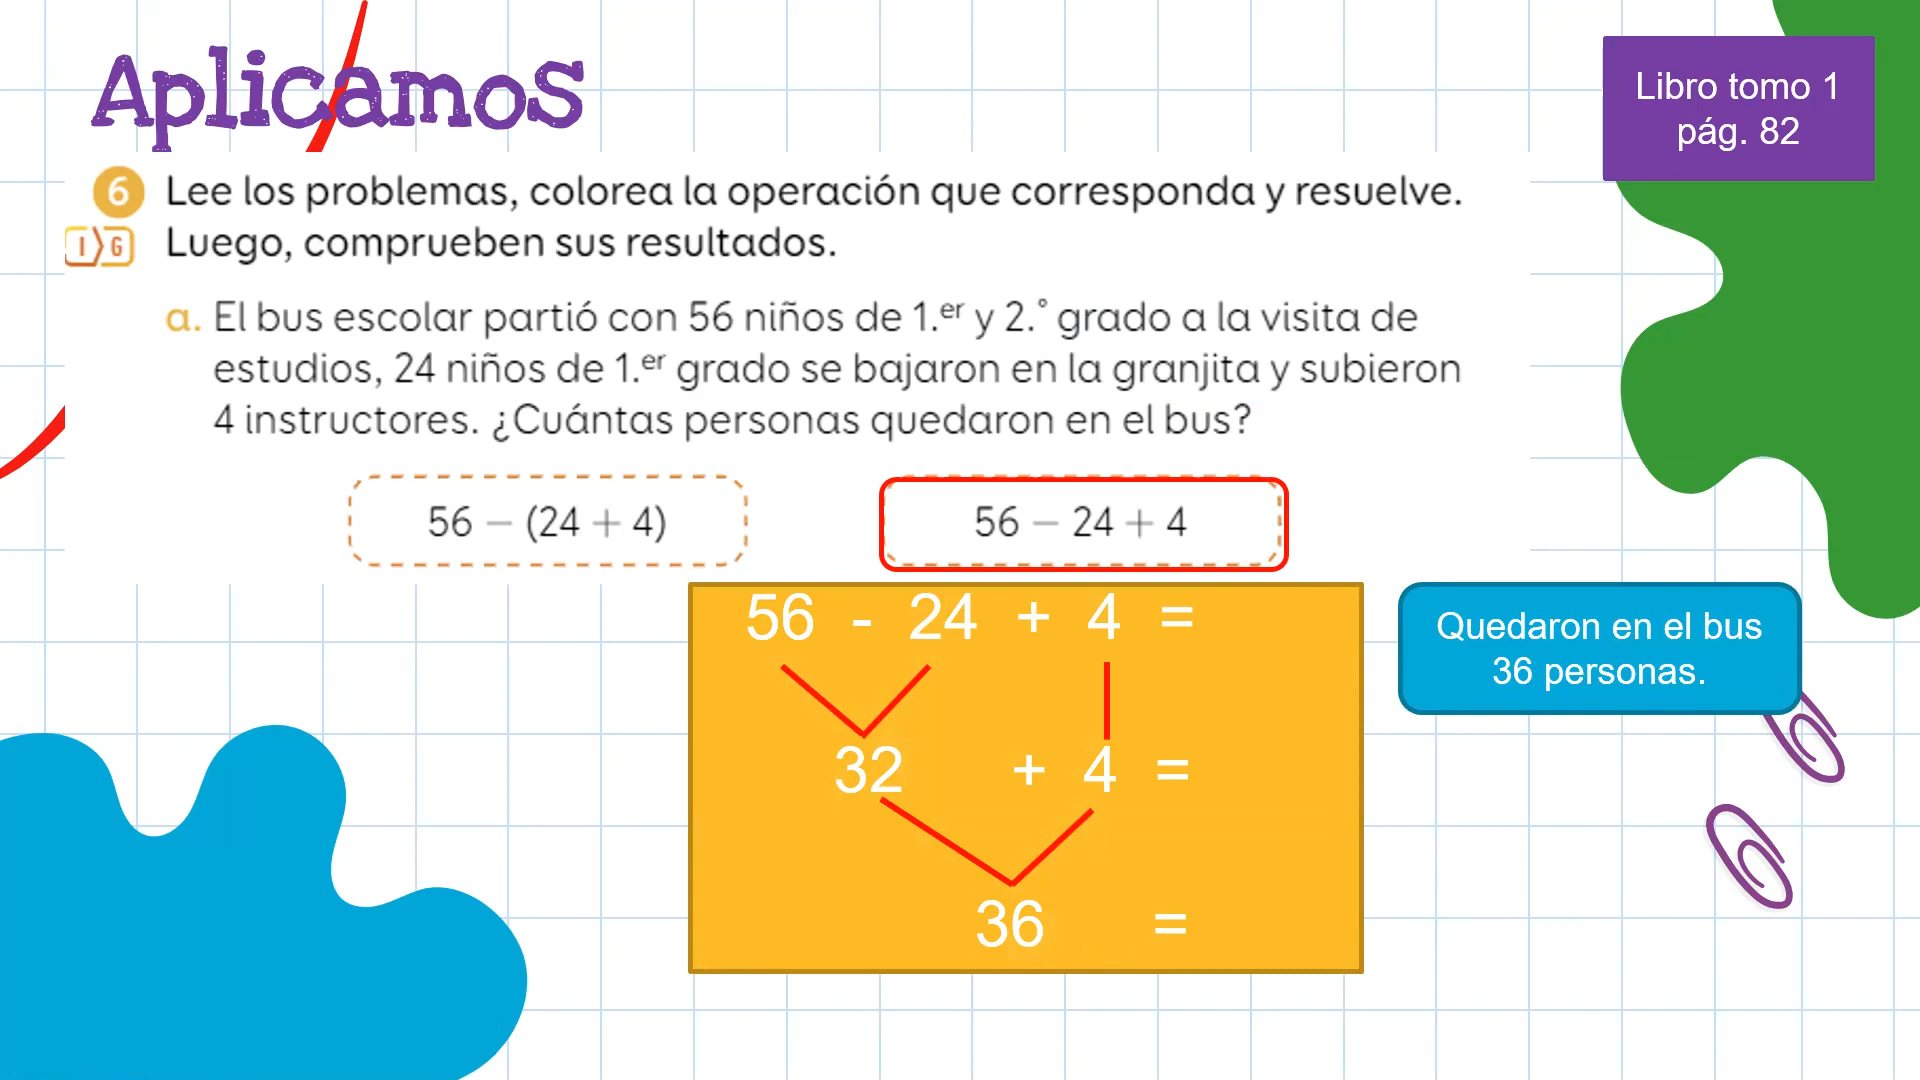 Aplicamos
Libro tomo 1
pág. 82
6 Lee los problemas, colorea la operación que corresponda y resuelve.
I G Luego, comprueben sus resultados.
a. El bus escolar partió con 56 niños de 1.er y 2.° grado a la visita de
estudios, 24 niños de 1.er grado se bajaron en la granjita y subieron
4 instructores. ¿Cuántas personas quedaron en el bus?
56 − (24 + 4) 56 − 24 + 4
56 - 24 + 4 =
32 + 4 =
36 =
Quedaron en el bus
36 personas.